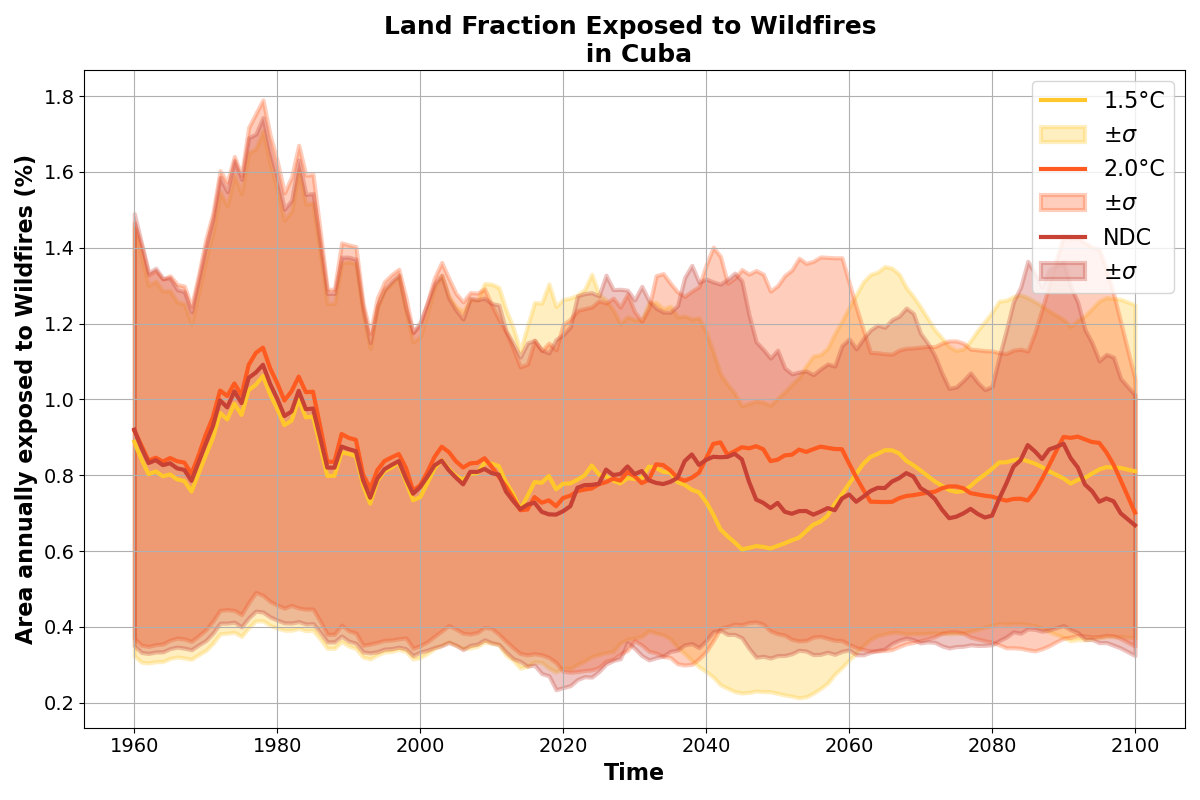 Land Fraction Exposed to Wildfires
in Cuba
Area annually exposed to Wildfires (%)
1.8
1.6
1.4
1.2
1.0
0.8
0.6
0.4
0.2
1.5°C
±σ
2.0°C
±σ
NDC
±σ
1960 1980 2000 2020 2040 2060 2080 2100
Time